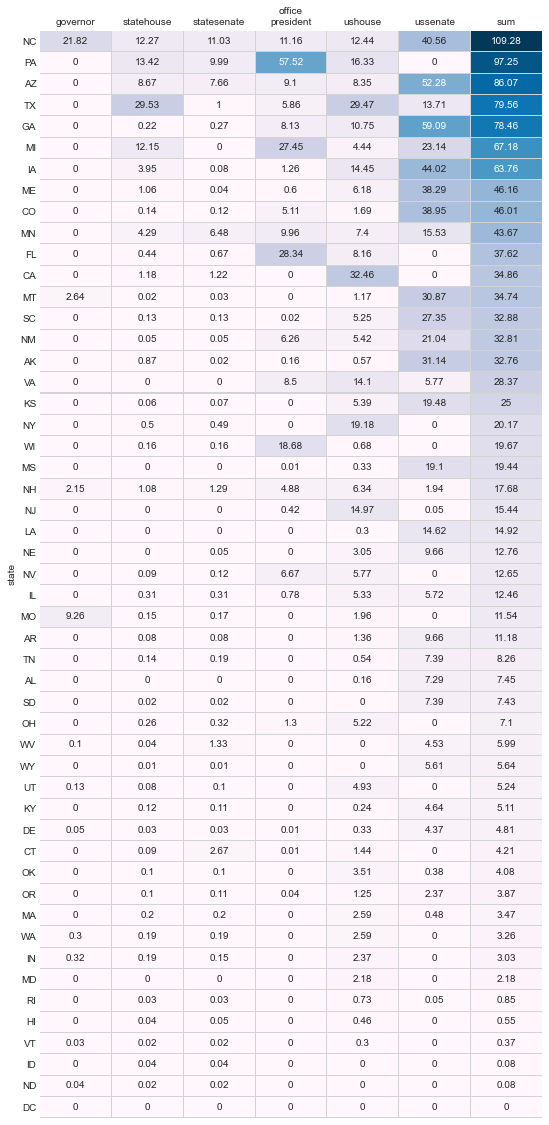 office
governor statehouse statesenate president ushouse ussenate sum
NC 21.82 12.27 11.03 11.16 12.44 40.56 109.28
PA 0 13.42 9.99 57.52 16.33 0 97.25
AZ 0 8.67 7.66 9.1 8.35 52.28 86.07
TX 0 29.53 1 5.86 29.47 13.71 79.56
GA 0 0.22 0.27 8.13 10.75 59.09 78.46
MI 0 12.15 0 27.45 4.44 23.14 67.18
IA 0 3.95 0.08 1.26 14.45 44.02 63.76
ME 0 1.06 0.04 0.6 6.18 38.29 46.16
CO 0 0.14 0.12 5.11 1.69 38.95 46.01
MN 0 4.29 6.48 9.96 7.4 15.53 43.67
FL 0 0.44 0.67 28.34 8.16 0 37.62
CA 0 1.18 1.22 0 32.46 0 34.86
MT 2.64 0.02 0.03 0 1.17 30.87 34.74
SC 0 0.13 0.13 0.02 5.25 27.35 32.88
NM 0 0.05 0.05 6.26 5.42 21.04 32.81
AK 0 0.87 0.02 0.16 0.57 31.14 32.76
VA 0 0 0 8.5 14.1 5.77 28.37
KS 0 0.06 0.07 0 5.39 19.48 25
NY 0 0.5 0.49 0 19.18 0 20.17
WI 0 0.16 0.16 18.68 0.68 0 19.67
MS 0 0 0 0.01 0.33 19.1 19.44
NH 2.15 1.08 1.29 4.88 6.34 1.94 17.68
NJ 0 0 0 0.42 14.97 0.05 15.44
LA 0 0 0 0 0.3 14.62 14.92
NE 0 0 0.05 0 3.05 9.66 12.76
state
NV 0 0.09 0.12 6.67 5.77 0 12.65
IL 0 0.31 0.31 0.78 5.33 5.72 12.46
MO 9.26 0.15 0.17 0 1.96 0 11.54
AR 0 0.08 0.08 0 1.36 9.66 11.18
TN 0 0.14 0.19 0 0.54 7.39 8.26
AL 0 0 0 0 0.16 7.29 7.45
SD 0 0.02 0.02 0 0 7.39 7.43
OH 0 0.26 0.32 1.3 5.22 0 7.1
WV 0.1 0.04 1.33 0 0 4.53 5.99
WY 0 0.01 0.01 0 0 5.61 5.64
UT 0.13 0.08 0.1 0 4.93 0 5.24
KY 0 0.12 0.11 0 0.24 4.64 5.11
DE 0.05 0.03 0.03 0.01 0.33 4.37 4.81
CT 0 0.09 2.67 0.01 1.44 0 4.21
OK 0 0.1 0.1 0 3.51 0.38 4.08
OR 0 0.1 0.11 0.04 1.25 2.37 3.87
MA 0 0.2 0.2 0 2.59 0.48 3.47
WA 0.3 0.19 0.19 0 2.59 0 3.26
IN 0.32 0.19 0.15 0 2.37 0 3.03
MD 0 0 0 0 2.18 0 2.18
RI 0 0.03 0.03 0 0.73 0.05 0.85
HI 0 0.04 0.05 0 0.46 0 0.55
VT 0.03 0.02 0.02 0 0.3 0 0.37
ID 0 0.04 0.04 0 0 0 0.08
ND 0.04 0.02 0.02 0 0 0 0.08
DC 0 0 0 0 0 0 0